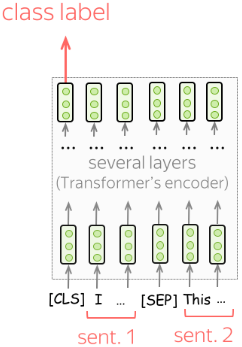 class label
... ... ... ... ... ...
several layers
(Transformer's encoder)
[CLS] I ... [SEP] This ...
sent. 1 sent. 2